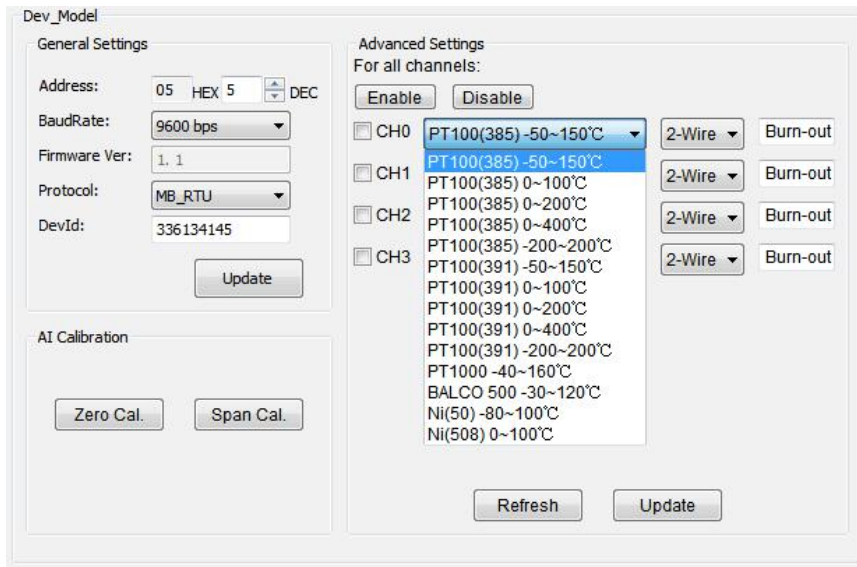 Dev_Model
General Settings
Address: 05 HEX 5 DEC
BaudRate: 9600 bps
Firmware Ver: 1. 1
Protocol: MB_RTU
DevId: 336134145
Update
AI Calibration
Zero Cal. Span Cal.
Advanced Settings
For all channels:
Enable Disable
CH0 PT100(385) -50~150℃ 2-Wire Burn-out
PT100(385) -50~150℃
CH1 PT100(385) 0~100℃ 2-Wire Burn-out
PT100(385) 0~200℃
CH2 PT100(385) 0~400℃ 2-Wire Burn-out
PT100(385) -200~200℃
CH3 PT100(391) -50~150℃ 2-Wire Burn-out
PT100(391) 0~100℃
PT100(391) 0~200℃
PT100(391) 0~400℃
PT100(391) -200~200℃
PT1000 -40~160℃
BALCO 500 -30~120℃
Ni(50) -80~100℃
Ni(508) 0~100℃
Refresh Update